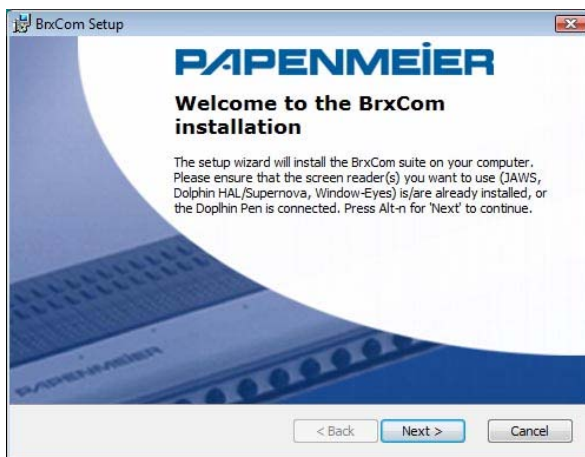 BrxCom Setup
PAPENMEIER
Welcome to the BrxCom
installation
The setup wizard will install the BrxCom suite on your computer.
Please ensure that the screen reader(s) you want to use (JAWS,
Dolphin HAL/Supernova, Window-Eyes) is/are already installed, or
the Doplhin Pen is connected. Press Alt-n for 'Next' to continue.
PAPENMEIER
< Back
Next >
Cancel